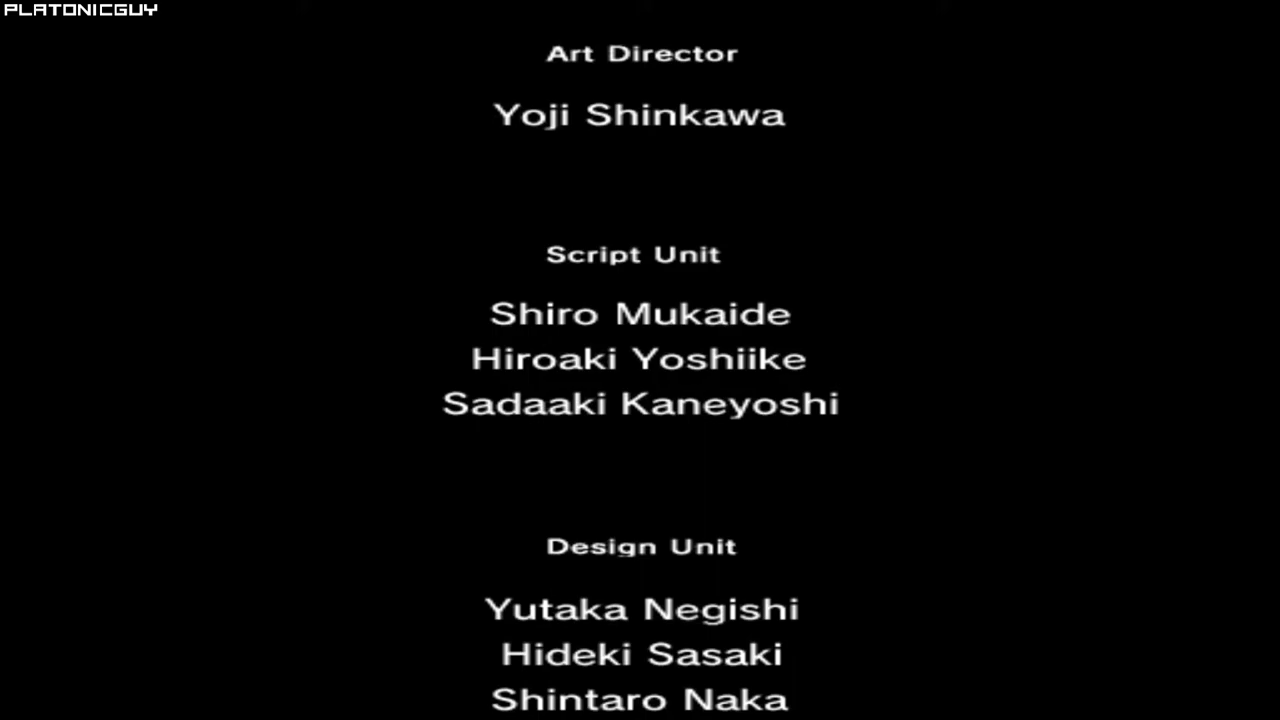 PLATONICGUY
Art Director
Yoji Shinkawa
Script Unit
Shiro Mukaide
Hiroaki Yoshiike
Sadaaki Kaneyoshi
Design Unit
Yutaka Negishi
Hideki Sasaki
Shintaro Naka